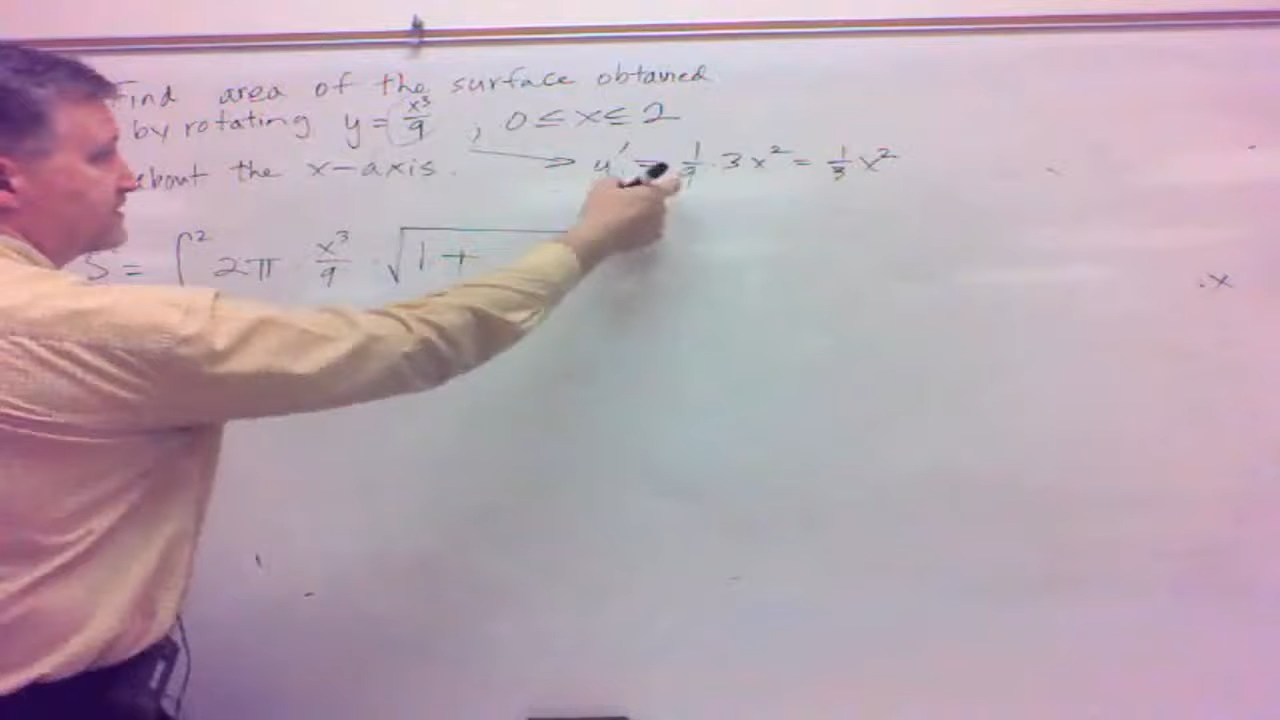 Find area of the surface obtained
by rotating y = x³/9 , 0 ≤ x ≤ 2
about the x-axis. → y' = 1/9 · 3x² = 1/3 x²
S = ∫ ² 2π x³/9 · √1 +
. x